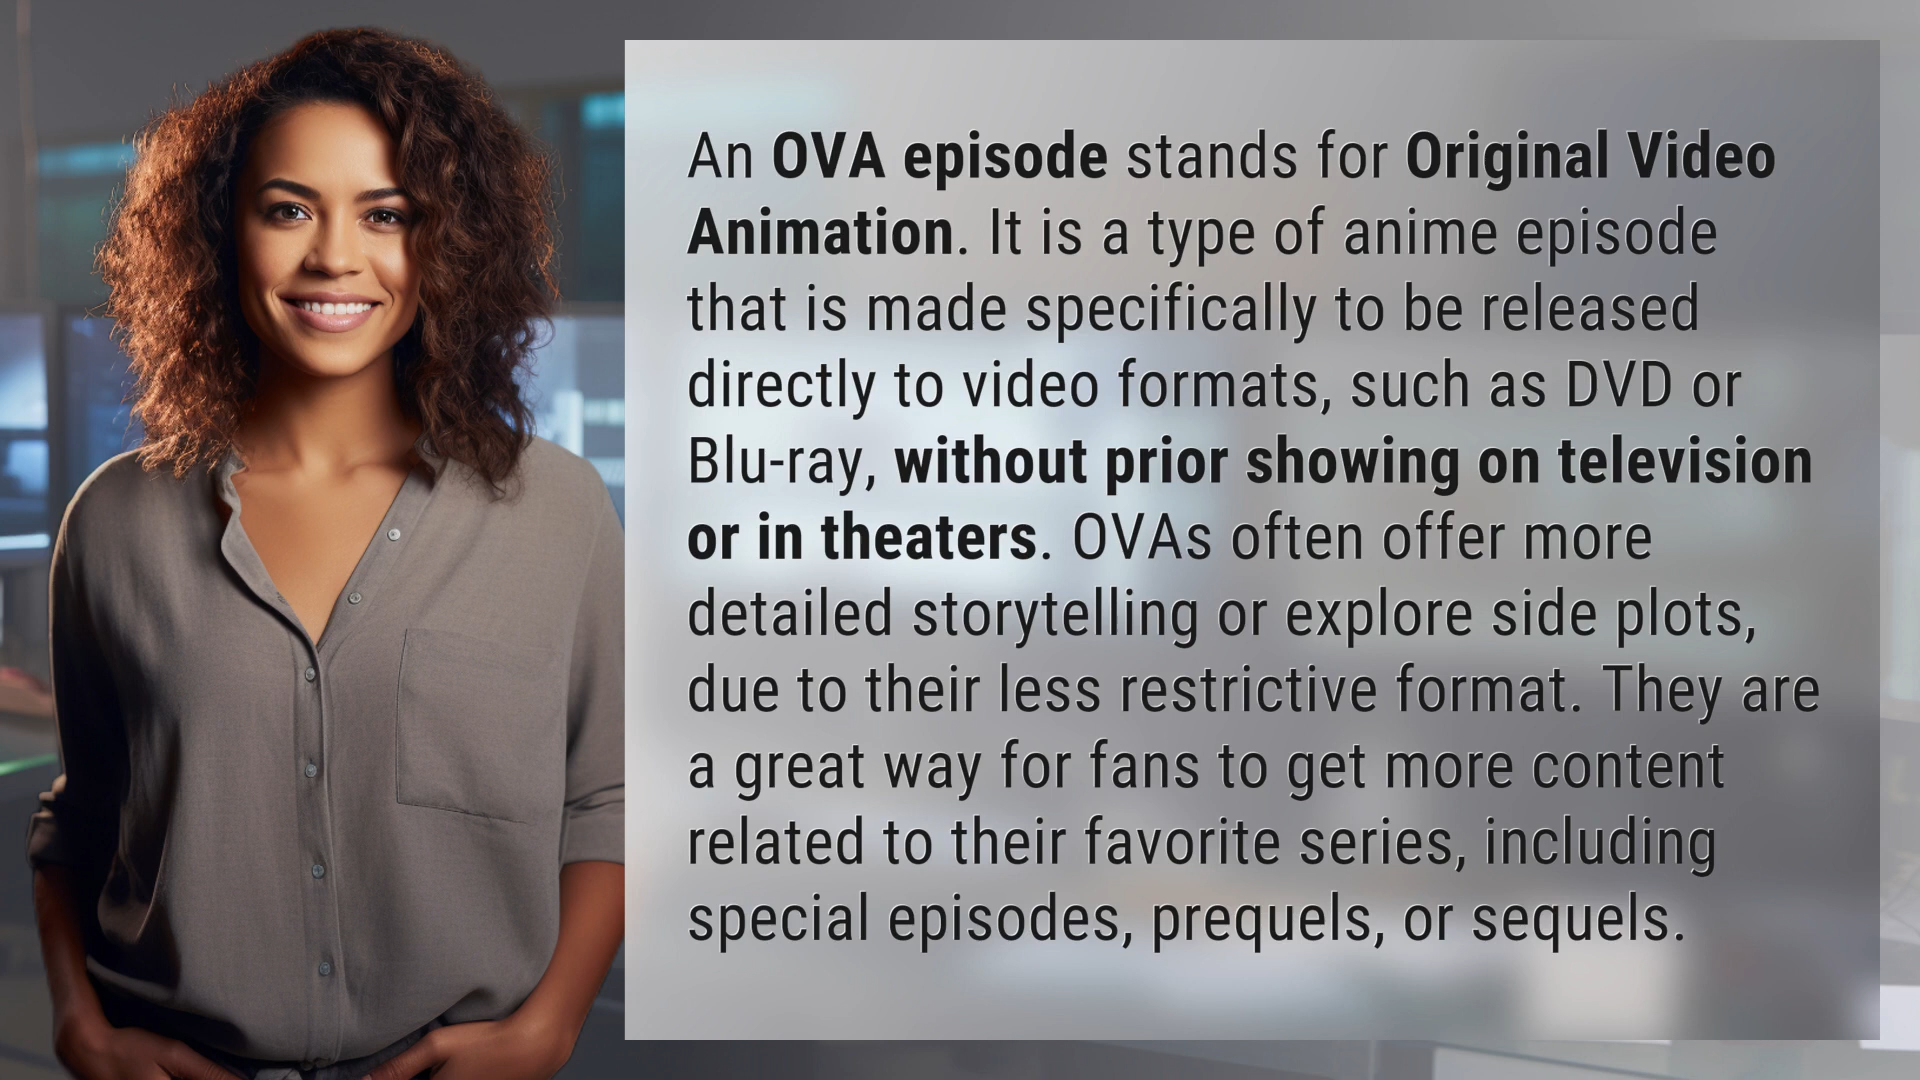 An OVA episode stands for Original Video
Animation. It is a type of anime episode
that is made specifically to be released
directly to video formats, such as DVD or
Blu-ray, without prior showing on television
or in theaters. OVAs often offer more
detailed storytelling or explore side plots,
due to their less restrictive format. They are
a great way for fans to get more content
related to their favorite series, including
special episodes, prequels, or sequels.